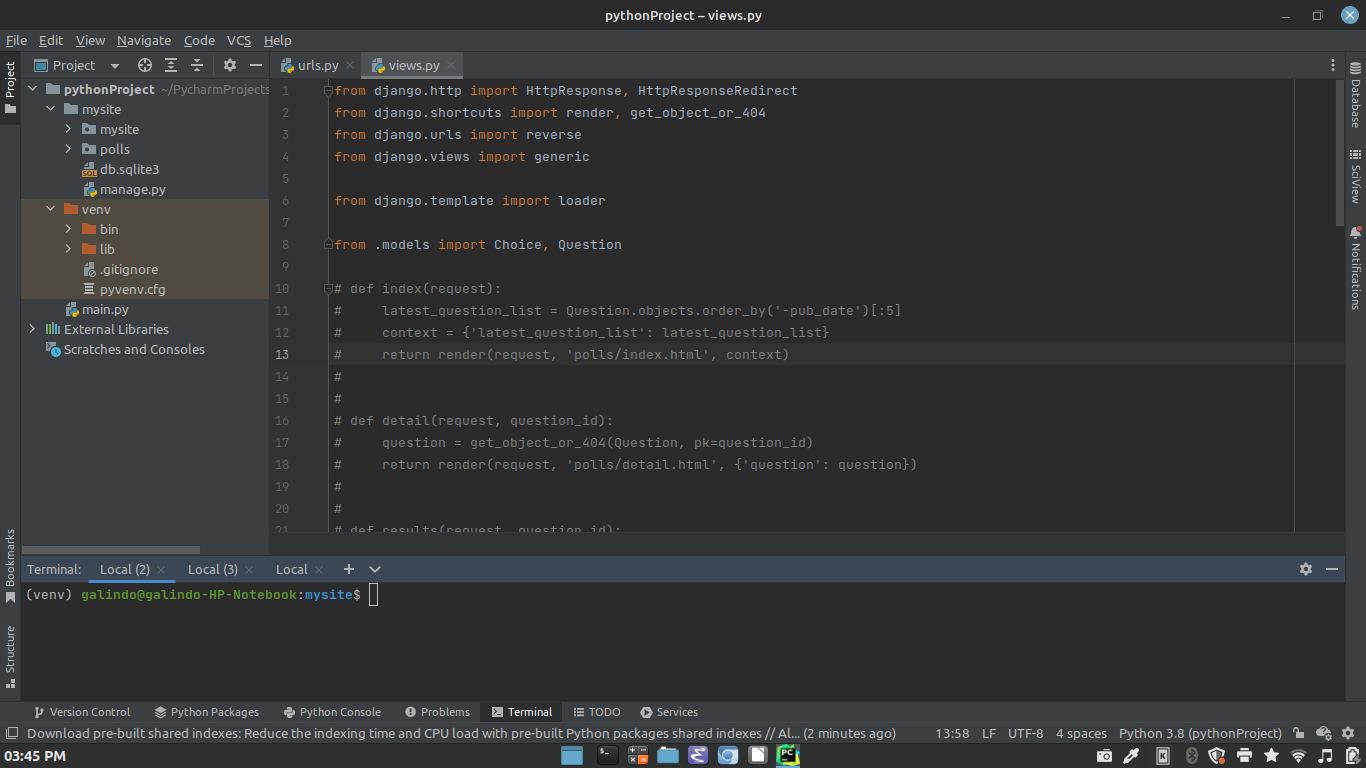 pythonProject – views.py
File Edit View Navigate Code VCS Help
Project
Project
urls.py
views.py
pythonProject ~/PycharmProjects
mysite
mysite
polls
db.sqlite3
manage.py
venv
bin
lib
.gitignore
pyvenv.cfg
main.py
External Libraries
Scratches and Consoles
1 from django.http import HttpResponse, HttpResponseRedirect
2 from django.shortcuts import render, get_object_or_404
3 from django.urls import reverse
4 from django.views import generic
5
6 from django.template import loader
7
8 from .models import Choice, Question
9
10 # def index(request):
11 #     latest_question_list = Question.objects.order_by('-pub_date')[:5]
12 #     context = {'latest_question_list': latest_question_list}
13 #     return render(request, 'polls/index.html', context)
14 #
15 #
16 # def detail(request, question_id):
17 #     question = get_object_or_404(Question, pk=question_id)
18 #     return render(request, 'polls/detail.html', {'question': question})
19 #
20 #
21 # def results(request, question_id):
Database
SciView
Notifications
Bookmarks
Structure
Terminal: Local (2) Local (3) Local
(venv) galindo@galindo-HP-Notebook:mysite$
Version Control Python Packages Python Console Problems Terminal TODO Services
Download pre-built shared indexes: Reduce the indexing time and CPU load with pre-built Python packages shared indexes // Al... (2 minutes ago) 13:58 LF UTF-8 4 spaces Python 3.8 (pythonProject)
03:45 PM
PC